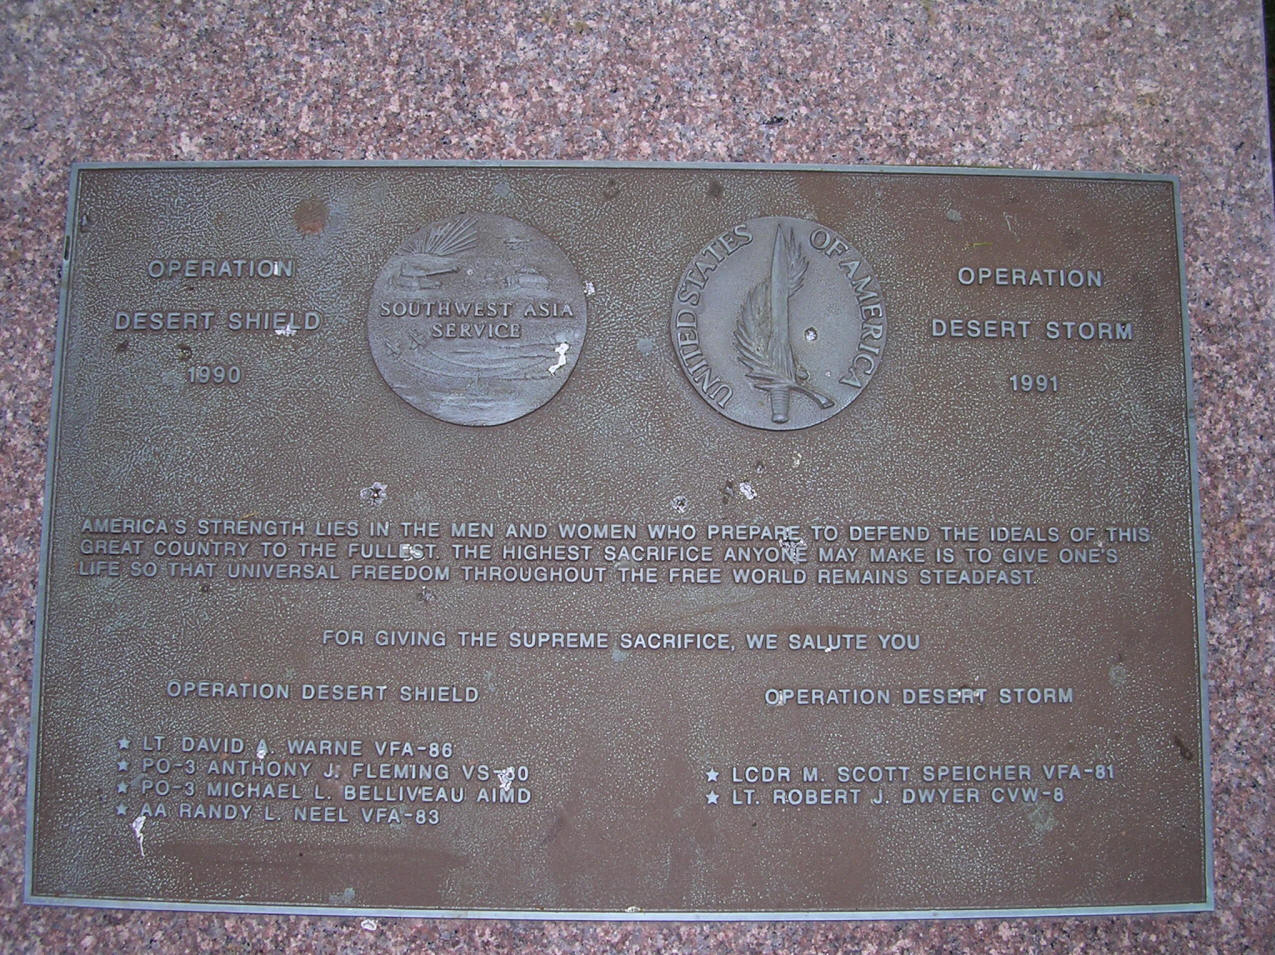 OPERATION
DESERT SHIELD
1990
SOUTHWEST ASIA
SERVICE
UNITED STATES OF AMERICA
OPERATION
DESERT STORM
1991
AMERICA'S STRENGTH LIES IN THE MEN AND WOMEN WHO PREPARE TO DEFEND THE IDEALS OF THIS
GREAT COUNTRY TO THE FULLEST. THE HIGHEST SACRIFICE ANYONE MAY MAKE IS TO GIVE ONE'S
LIFE SO THAT UNIVERSAL FREEDOM THROUGHOUT THE FREE WORLD REMAINS STEADFAST.
FOR GIVING THE SUPREME SACRIFICE, WE SALUTE YOU
OPERATION DESERT SHIELD
★ LT DAVID A. WARNE VFA-86
★ PO-3 ANTHONY J. FLEMING VS-30
★ PO-3 MICHAEL L. BELLIVEAU AIMD
★ AA RANDY L. NEEL VFA-83
OPERATION DESERT STORM
★ LCDR M. SCOTT SPEICHER VFA-81
★ LT. ROBERT J. DWYER CVW-8